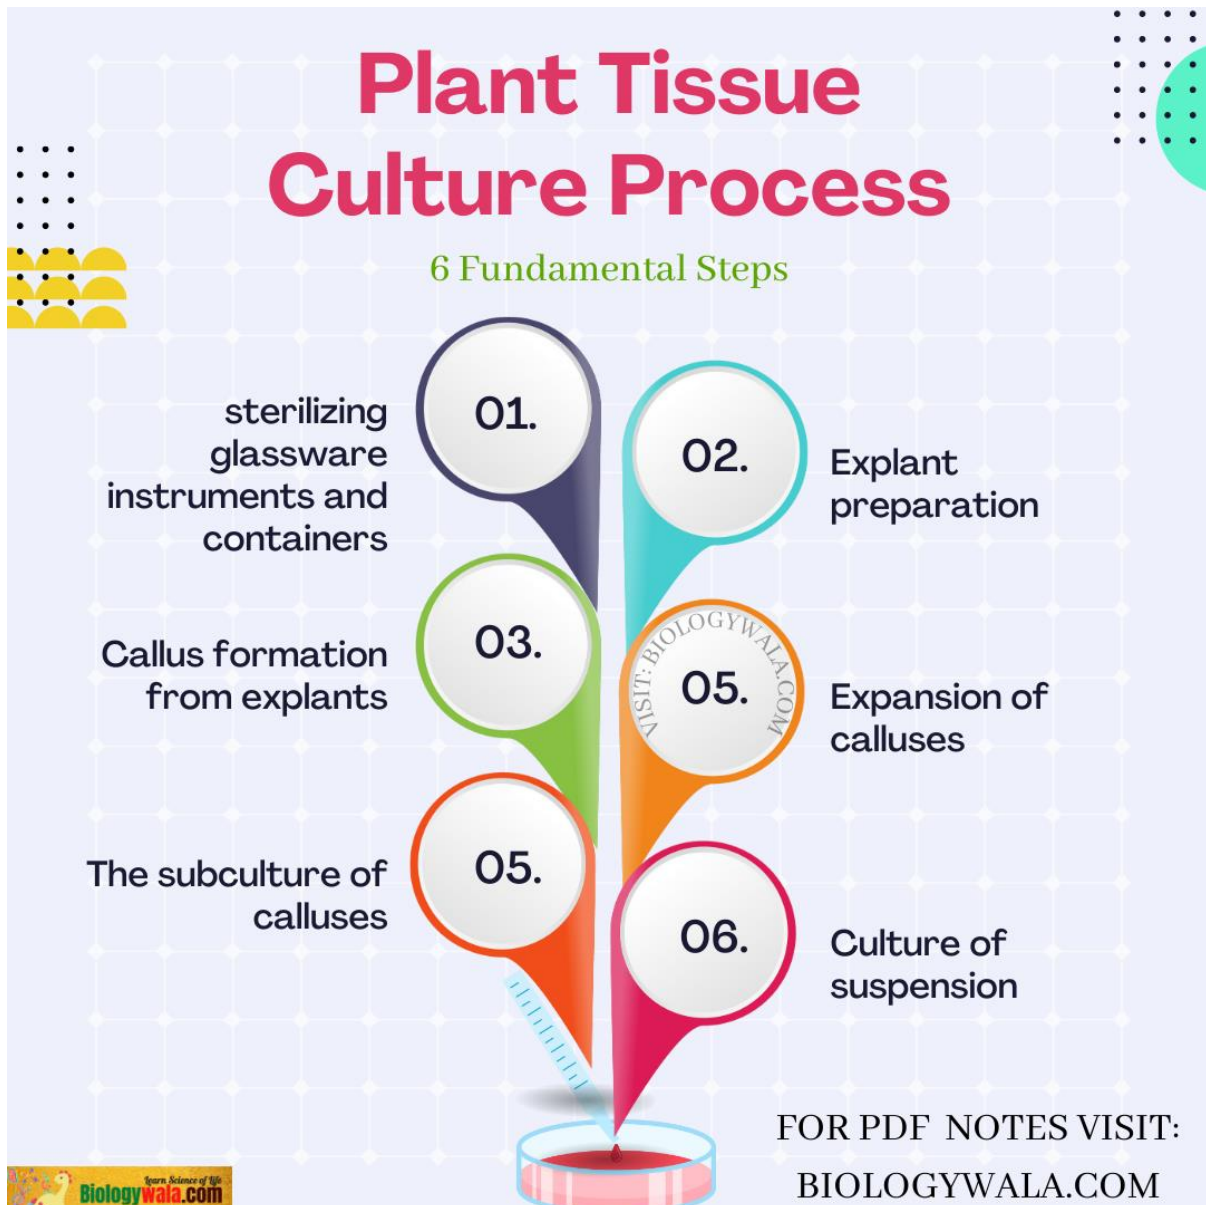 Plant Tissue
Culture Process
6 Fundamental Steps
01.
sterilizing
glassware
instruments and
containers
02.
Explant
preparation
03.
Callus formation
from explants
05.
VISIT: BIOLOGYWALA.COM
Expansion of
calluses
05.
The subculture of
calluses
06.
Culture of
suspension
FOR PDF NOTES VISIT:
BIOLOGYWALA.COM
Learn Science of life
Biologywala.com